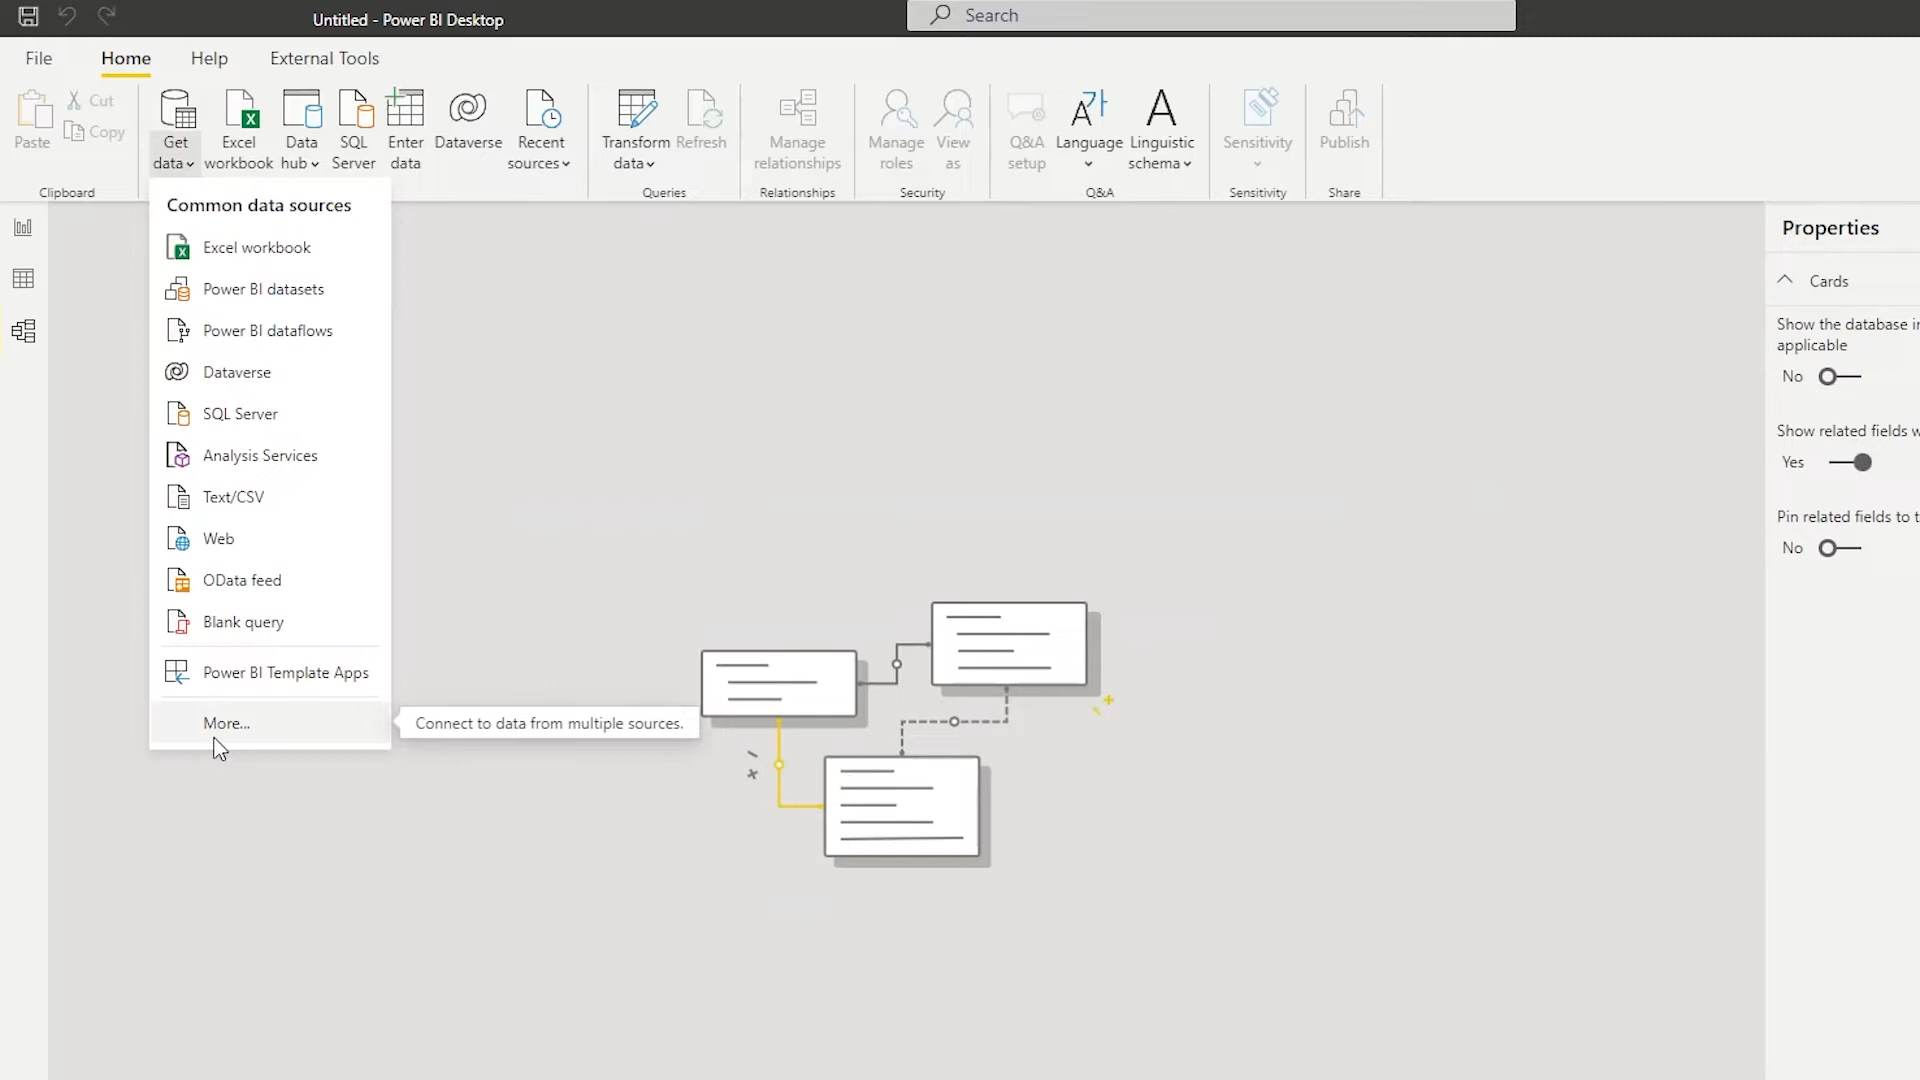 Untitled - Power BI Desktop
Search
File
Home
Help
External Tools
Paste
Cut
Copy
Clipboard
Get data
Excel workbook
Data hub
SQL Server
Enter data
Dataverse
Recent sources
Transform data
Refresh
Queries
Manage relationships
Relationships
Manage roles
View as
Security
Q&A setup
Language
Linguistic schema
Q&A
Sensitivity
Sensitivity
Publish
Share
Common data sources
Excel workbook
Power BI datasets
Power BI dataflows
Dataverse
SQL Server
Analysis Services
Text/CSV
Web
OData feed
Blank query
Power BI Template Apps
More...
Connect to data from multiple sources.
Properties
Cards
Show the database
applicable
No
Show related fields
Yes
Pin related fields to
No